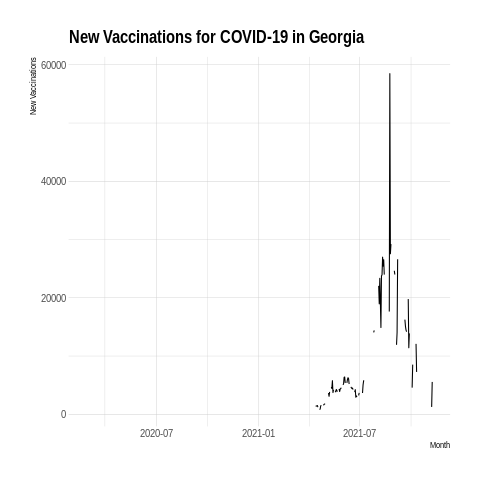 New Vaccinations for COVID-19 in Georgia
New Vaccinations
60000
40000
20000
0
2020-07 2021-01 2021-07
Month